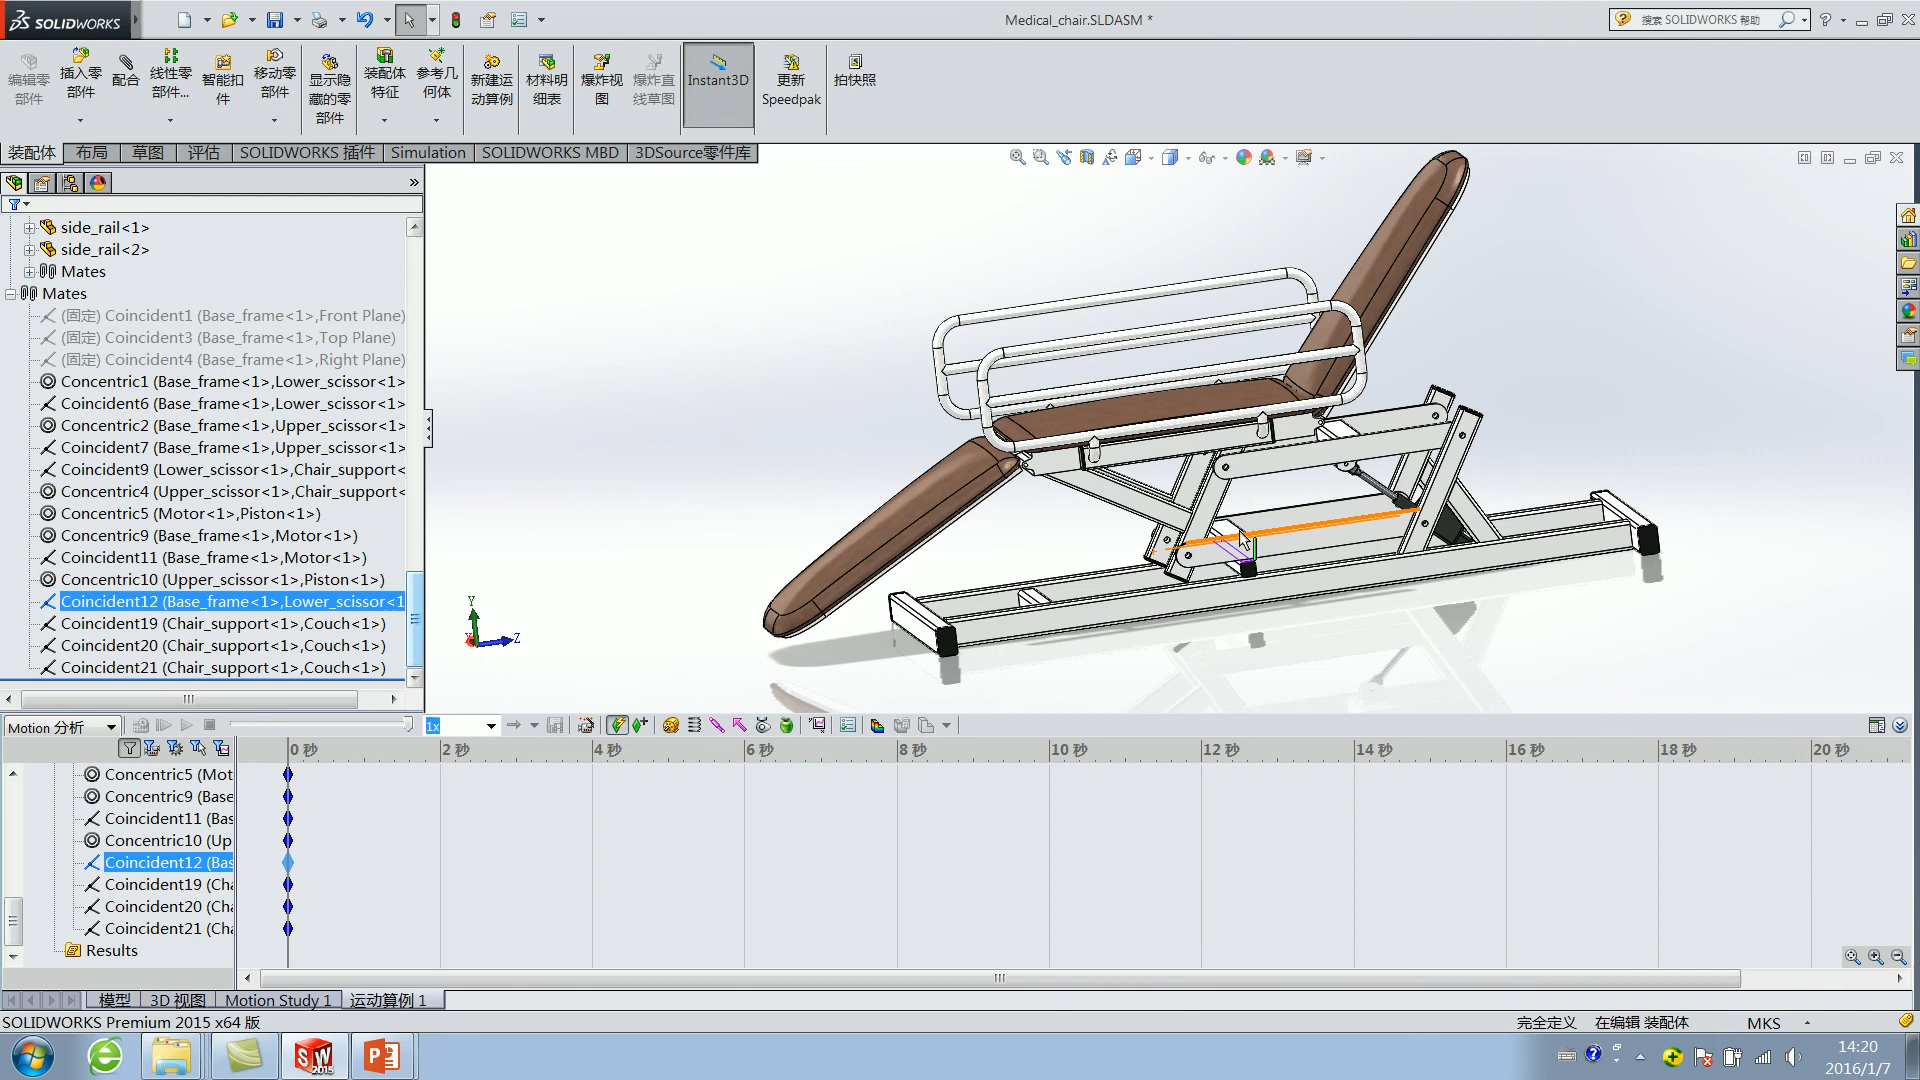 SOLIDWORKS
Medical_chair.SLDASM *
搜索 SOLIDWORKS 帮助
编辑零部件
插入零部件
配合
线性零部件...
智能扣件
移动零部件
显示隐藏的零部件
装配体特征
参考几何体
新建运动算例
材料明细表
爆炸视图
爆炸直线草图
Instant3D
更新 Speedpak
拍快照
装配体 布局 草图 评估 SOLIDWORKS 插件 Simulation SOLIDWORKS MBD 3DSource零件库
side_rail<1>
side_rail<2>
Mates
Mates
(固定) Coincident1 (Base_frame<1>,Front Plane)
(固定) Coincident3 (Base_frame<1>,Top Plane)
(固定) Coincident4 (Base_frame<1>,Right Plane)
Concentric1 (Base_frame<1>,Lower_scissor<1>
Coincident6 (Base_frame<1>,Lower_scissor<1>
Concentric2 (Base_frame<1>,Upper_scissor<1>
Coincident7 (Base_frame<1>,Upper_scissor<1>
Coincident9 (Lower_scissor<1>,Chair_support<
Concentric4 (Upper_scissor<1>,Chair_support<
Concentric5 (Motor<1>,Piston<1>)
Concentric9 (Base_frame<1>,Motor<1>)
Coincident11 (Base_frame<1>,Motor<1>)
Concentric10 (Upper_scissor<1>,Piston<1>)
Coincident12 (Base_frame<1>,Lower_scissor<1
Coincident19 (Chair_support<1>,Couch<1>)
Coincident20 (Chair_support<1>,Couch<1>)
Coincident21 (Chair_support<1>,Couch<1>)
Y
X
Z
Motion 分析
1x
0 秒 2 秒 4 秒 6 秒 8 秒 10 秒 12 秒 14 秒 16 秒 18 秒 20 秒
Concentric5 (Mot
Concentric9 (Base
Coincident11 (Bas
Concentric10 (Up
Coincident12 (Bas
Coincident19 (Cha
Coincident20 (Cha
Coincident21 (Cha
Results
模型 3D 视图 Motion Study 1 运动算例 1
SOLIDWORKS Premium 2015 x64 版
完全定义 在编辑 装配体 MKS
SW 2015
14:20
2016/1/7